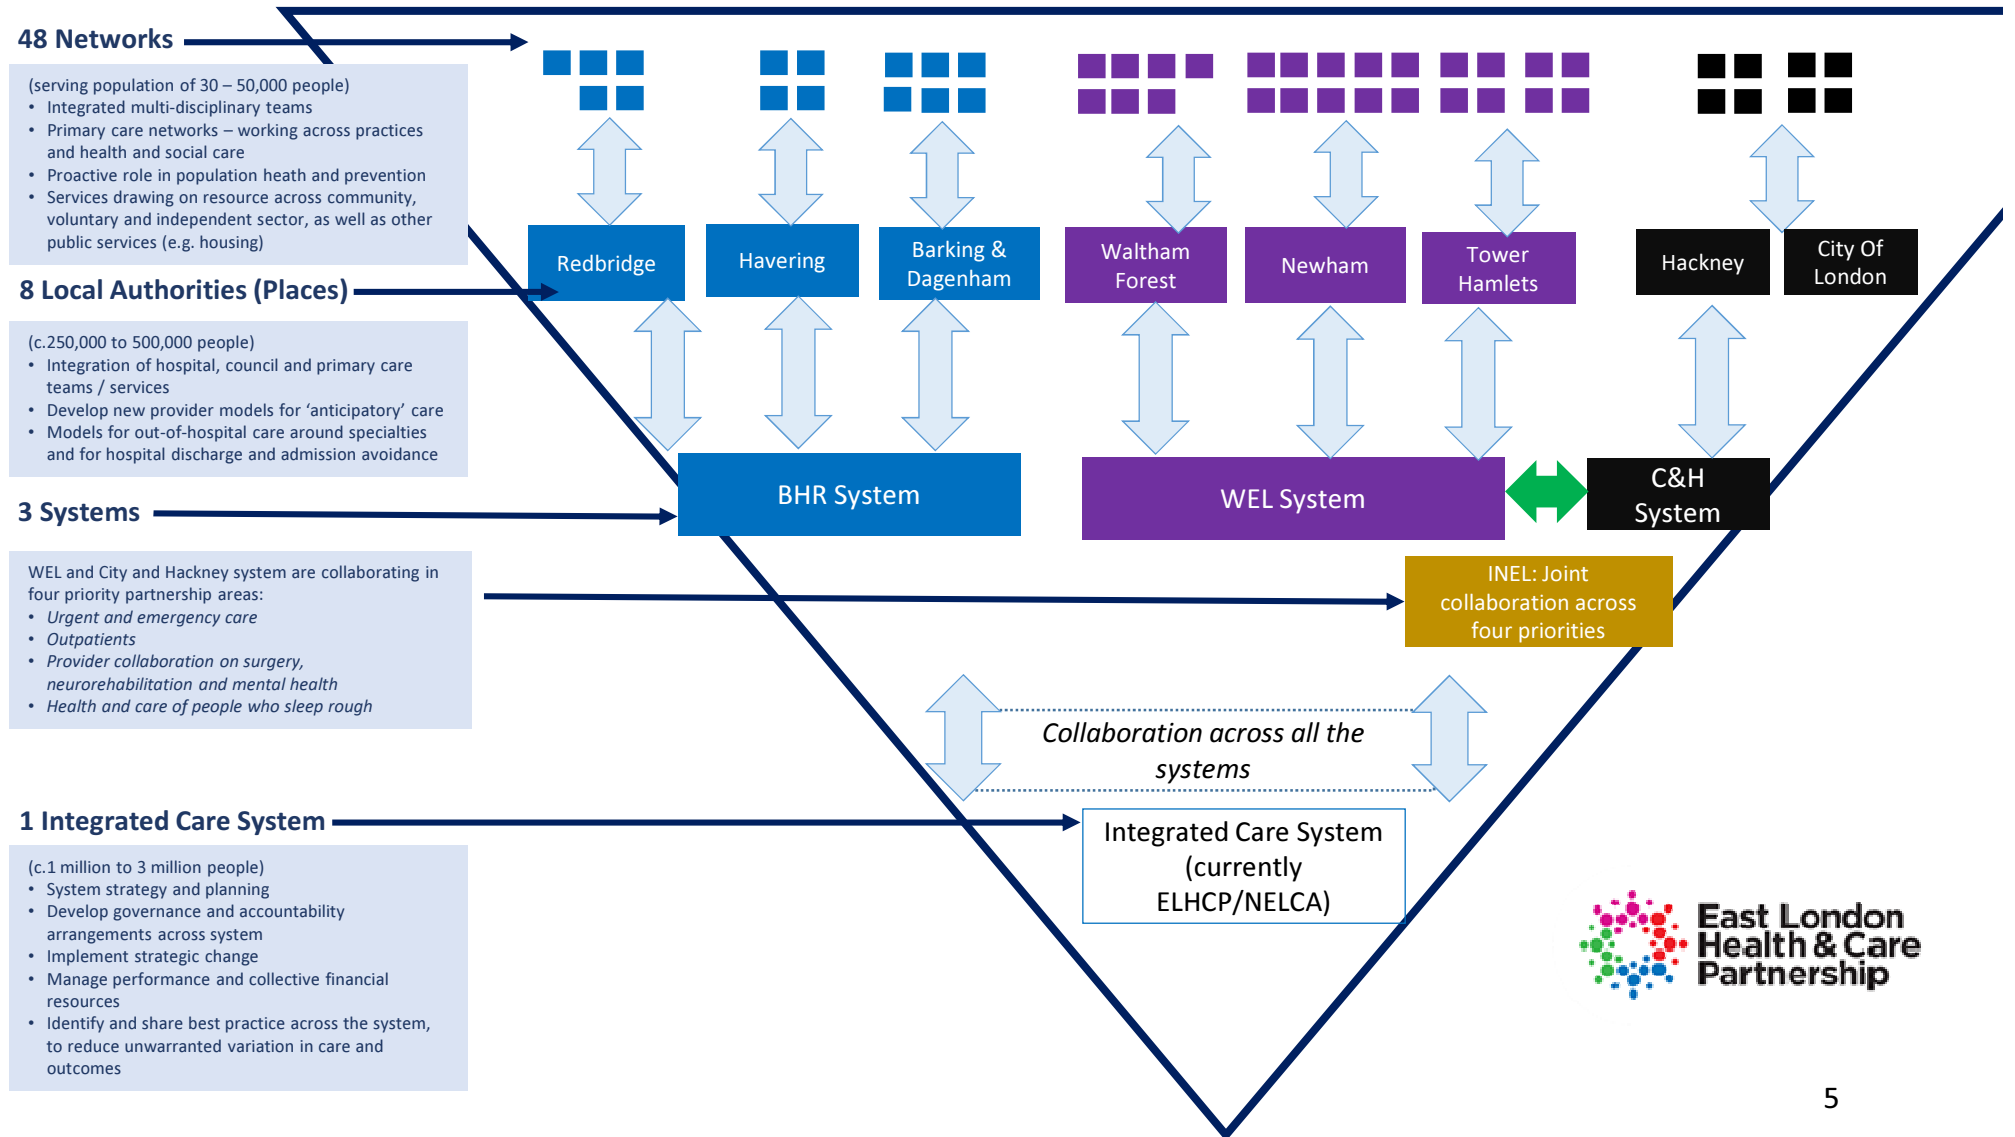 48 Networks
(serving population of 30 – 50,000 people)
• Integrated multi-disciplinary teams
• Primary care networks – working across practices
and health and social care
• Proactive role in population heath and prevention
• Services drawing on resource across community,
voluntary and independent sector, as well as other
public services (e.g. housing)
8 Local Authorities (Places)
(c.250,000 to 500,000 people)
• Integration of hospital, council and primary care
teams / services
• Develop new provider models for ‘anticipatory’ care
• Models for out-of-hospital care around specialties
and for hospital discharge and admission avoidance
3 Systems
WEL and City and Hackney system are collaborating in
four priority partnership areas:
• Urgent and emergency care
• Outpatients
• Provider collaboration on surgery,
neurorehabilitation and mental health
• Health and care of people who sleep rough
1 Integrated Care System
(c.1 million to 3 million people)
• System strategy and planning
• Develop governance and accountability
arrangements across system
• Implement strategic change
• Manage performance and collective financial
resources
• Identify and share best practice across the system,
to reduce unwarranted variation in care and
outcomes
Redbridge
Havering
Barking &
Dagenham
Waltham
Forest
Newham
Tower
Hamlets
Hackney
City Of
London
BHR System
WEL System
C&H
System
INEL: Joint
collaboration across
four priorities
Collaboration across all the
systems
Integrated Care System
(currently
ELHCP/NELCA)
East London
Health & Care
Partnership
5